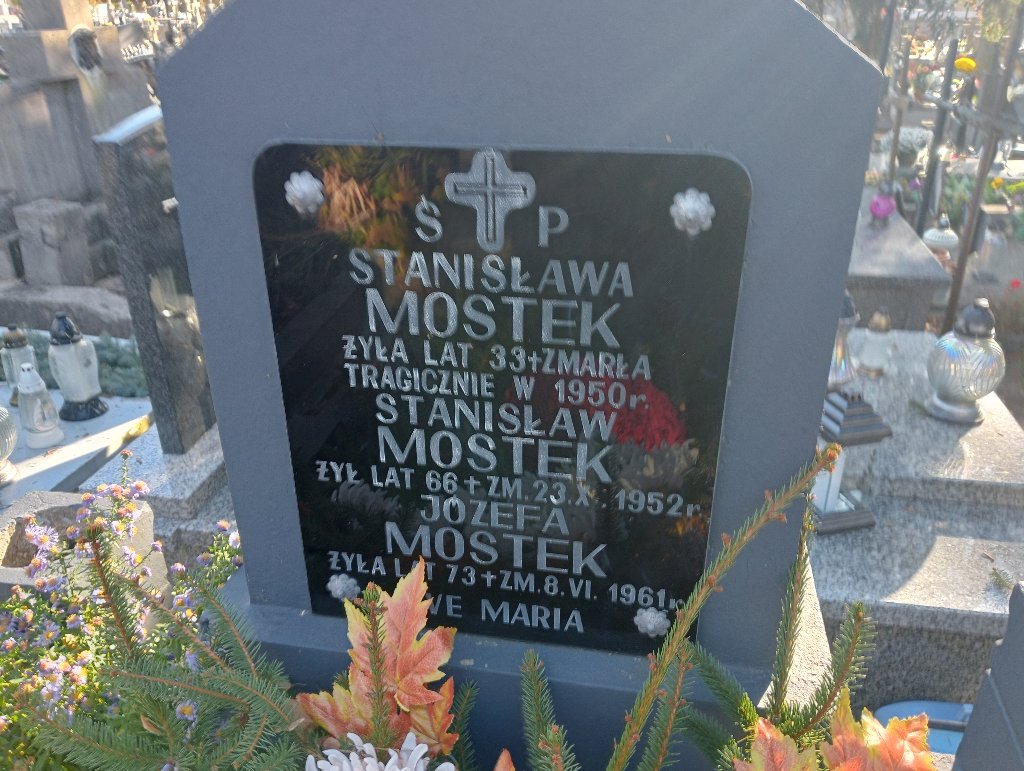 Ś P
STANISŁAWA
MOSTEK
ŻYŁA LAT 33+ZMARŁA
TRAGICZNIE W 1950r.
STANISŁAW
MOSTEK
ŻYŁ LAT 66+ZM.23.X.1952r.
JÓZEFA
MOSTEK
ŻYŁA LAT 73+ZM.8.VI.1961r.
WE MARIA